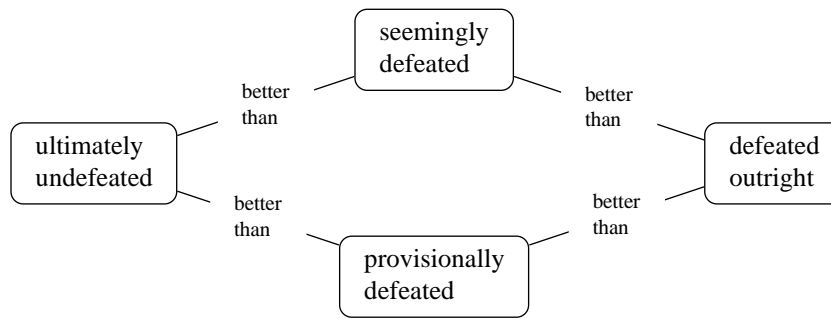 seemingly
defeated
better
than
better
than
ultimately
undefeated
defeated
outright
better
than
better
than
provisionally
defeated